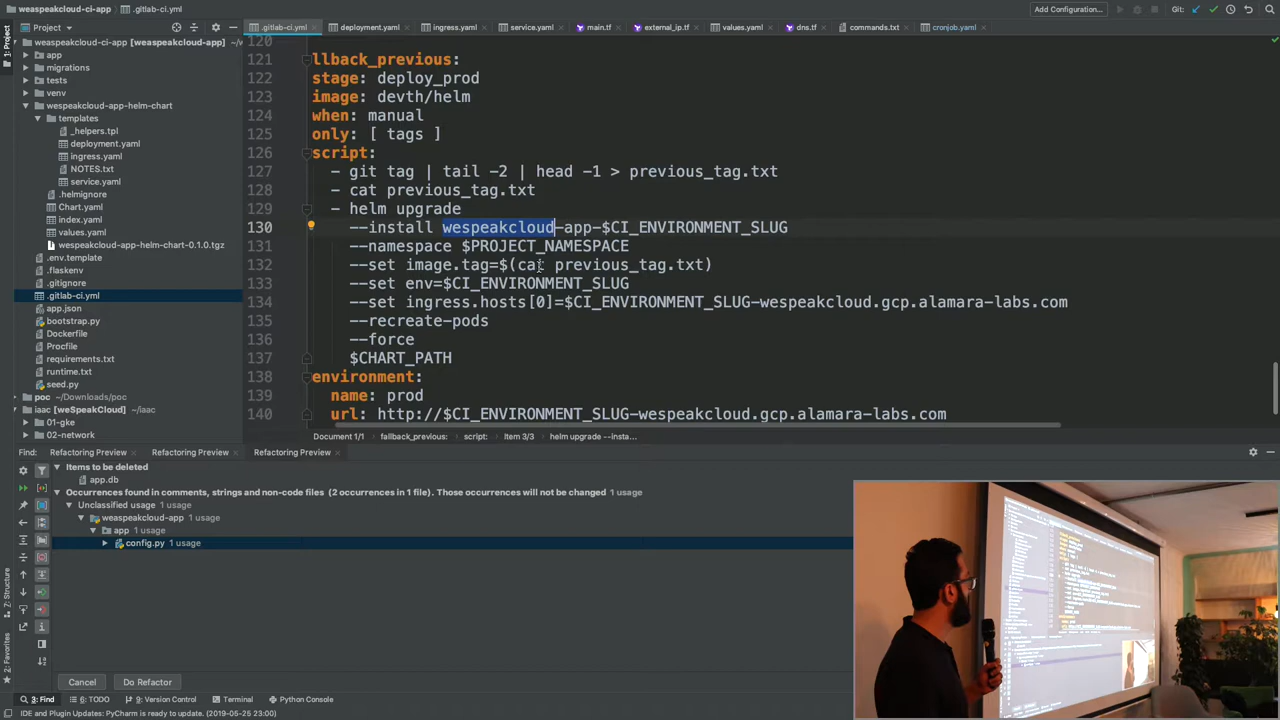 weaspeakcloud-ci-app
.gitlab-ci.yml
Add Configuration...
Git:
Project
.gitlab-ci.yml
deployment.yaml
ingress.yaml
service.yaml
main.tf
external_ip.tf
values.yaml
dns.tf
commands.txt
cronjob.yaml
1: Project
weaspeakcloud-ci-app [weaspeakcloud-app]
app
migrations
tests
venv
wespeakcloud-app-helm-chart
templates
_helpers.tpl
deployment.yaml
ingress.yaml
NOTES.txt
service.yaml
.helmignore
Chart.yaml
index.yaml
values.yaml
wespeakcloud-app-helm-chart-0.1.0.tgz
.env.template
.flaskenv
.gitignore
.gitlab-ci.yml
app.json
bootstrap.py
Dockerfile
Procfile
requirements.txt
runtime.txt
seed.py
poc ~/Downloads/poc
iaac [weSpeakCloud] ~/iaac
01-gke
02-network
120
121 llback_previous:
122 stage: deploy_prod
123 image: devth/helm
124 when: manual
125 only: [ tags ]
126 script:
127 - git tag | tail -2 | head -1 > previous_tag.txt
128 - cat previous_tag.txt
129 - helm upgrade
130 --install wespeakcloud-app-$CI_ENVIRONMENT_SLUG
131 --namespace $PROJECT_NAMESPACE
132 --set image.tag=$(cat previous_tag.txt)
133 --set env=$CI_ENVIRONMENT_SLUG
134 --set ingress.hosts[0]=$CI_ENVIRONMENT_SLUG-wespeakcloud.gcp.alamara-labs.com
135 --recreate-pods
136 --force
137 $CHART_PATH
138 environment:
139 name: prod
140 url: http://$CI_ENVIRONMENT_SLUG-wespeakcloud.gcp.alamara-labs.com
Document 1/1
fallback_previous:
script:
Item 3/3
helm upgrade --insta...
Find:
Refactoring Preview
Refactoring Preview
Refactoring Preview
Items to be deleted
app.db
Occurrences found in comments, strings and non-code files (2 occurrences in 1 file). Those occurrences will not be changed 1 usage
Unclassified usage 1 usage
weaspeakcloud-app 1 usage
app 1 usage
config.py 1 usage
Cancel
Do Refactor
7: Structure
2: Favorites
3: Find
6: TODO
9: Version Control
Terminal
Python Console
IDE and Plugin Updates: PyCharm is ready to update. (2019-05-25 23:00)